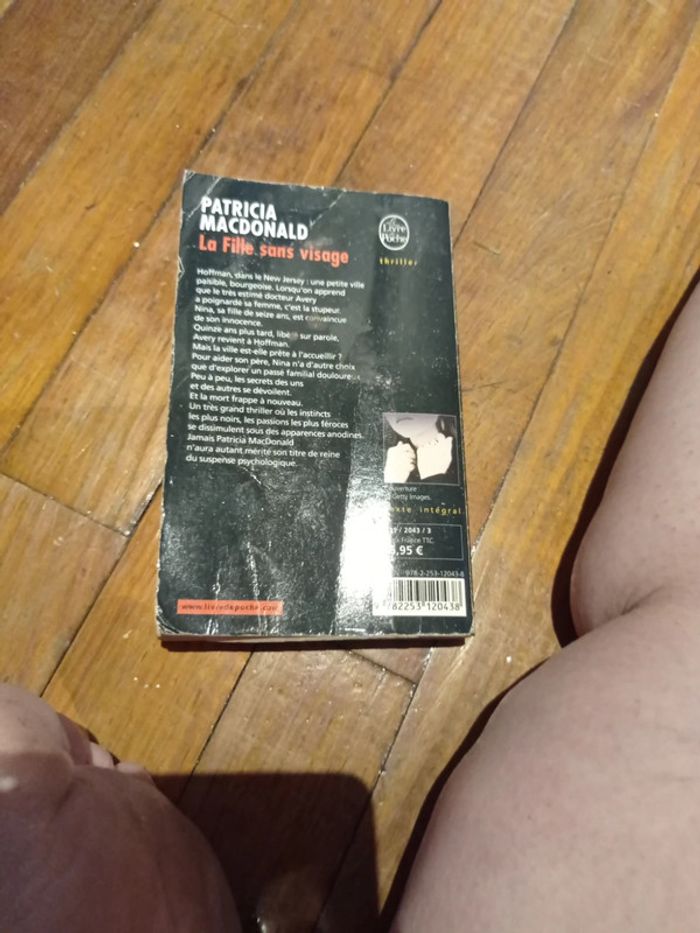 PATRICIA
MACDONALD
La Fille sans visage
Le
Livre
de
Poche
thriller
Hoffman, dans le New Jersey : une petite ville
paisible, bourgeoise. Lorsqu'on apprend
que le très estimé docteur Avery
a poignardé sa femme, c'est la stupeur.
Nina, sa fille de seize ans, est convaincue
de son innocence.
Quinze ans plus tard, libéré sur parole,
Avery revient à Hoffman.
Mais la ville est-elle prête à l'accueillir ?
Pour aider son père, Nina n'a d'autre choix
que d'explorer un passé familial douloureux.
Peu à peu, les secrets des uns
et des autres se dévoilent.
Et la mort frappe à nouveau.
Un très grand thriller où les instincts
les plus noirs, les passions les plus féroces
se dissimulent sous des apparences anodines.
Jamais Patricia MacDonald
n'aura autant mérité son titre de reine
du suspense psychologique.
Getty Images.
texte intégral
/ 2043 / 3
France TTC
,95 €
978-2-253-12043-8
782253 120438
www.livredepoche.com